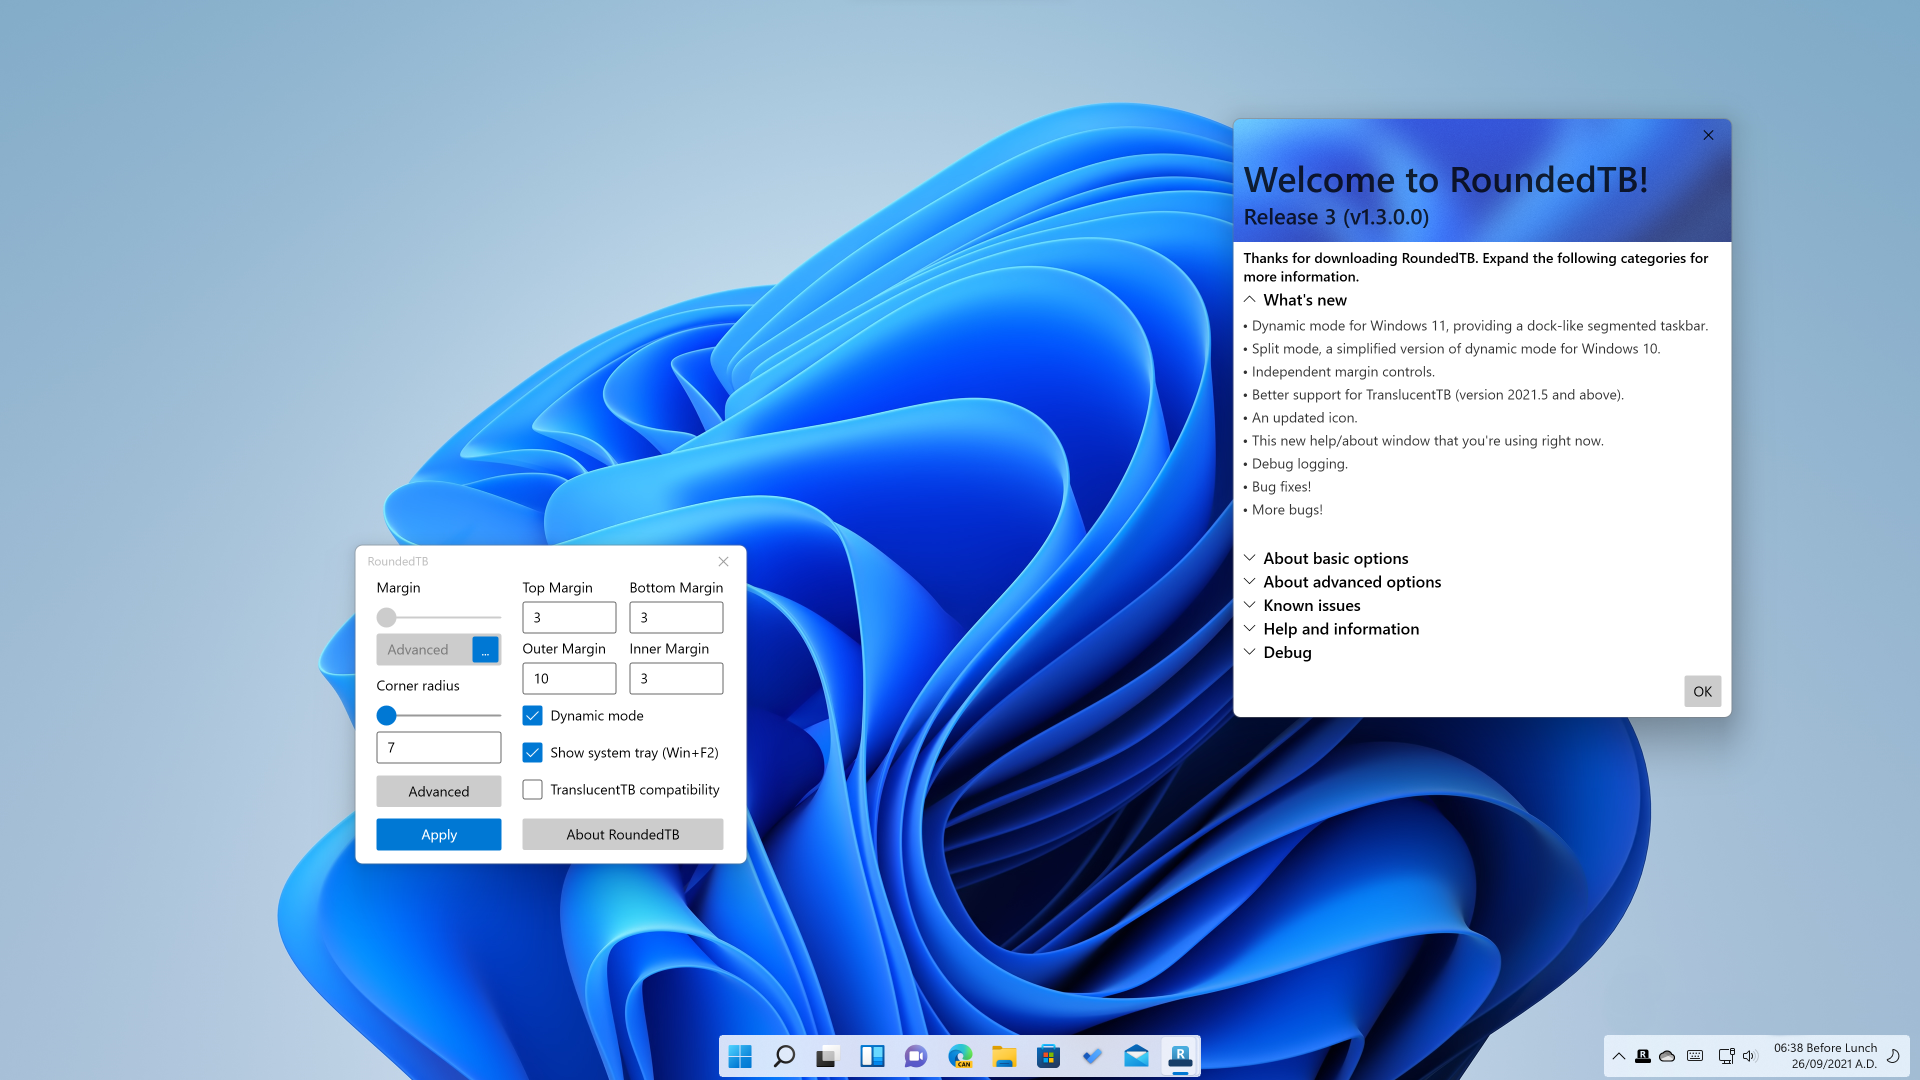 Welcome to RoundedTB!
Release 3 (v1.3.0.0)
Thanks for downloading RoundedTB. Expand the following categories for
more information.
What's new
• Dynamic mode for Windows 11, providing a dock-like segmented taskbar.
• Split mode, a simplified version of dynamic mode for Windows 10.
• Independent margin controls.
• Better support for TranslucentTB (version 2021.5 and above).
• An updated icon.
• This new help/about window that you're using right now.
• Debug logging.
• Bug fixes!
• More bugs!
About basic options
About advanced options
Known issues
Help and information
Debug
OK
RoundedTB
Margin
Advanced
...
Corner radius
7
Advanced
Apply
Top Margin
3
Bottom Margin
3
Outer Margin
10
Inner Margin
3
Dynamic mode
Show system tray (Win+F2)
TranslucentTB compatibility
About RoundedTB
CAN
R
R
06:38 Before Lunch
26/09/2021 A.D.